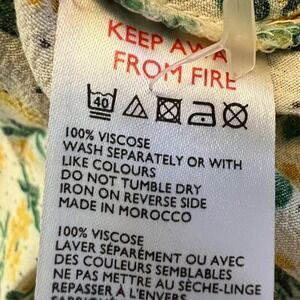 KEEP AWAY
FROM FIRE
40
100% VISCOSE
WASH SEPARATELY OR WITH
LIKE COLOURS
DO NOT TUMBLE DRY
IRON ON REVERSE SIDE
MADE IN MOROCCO
100% VISCOSE
LAVER SÉPARÉMENT OU AVEC
DES COULEURS SEMBLABLES
NE PAS METTRE AU SÈCHE-LINGE
REPASSER À L'ENVERS